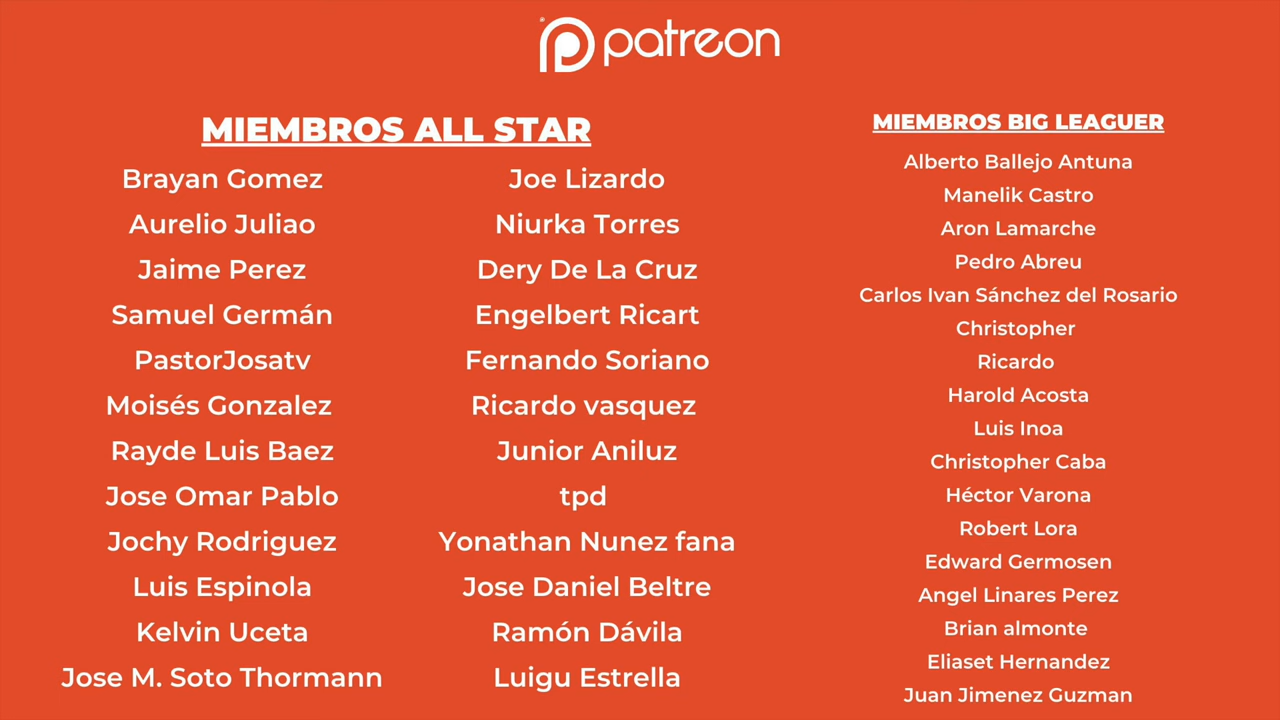 patreon
MIEMBROS ALL STAR
Brayan Gomez
Aurelio Juliao
Jaime Perez
Samuel Germán
PastorJosatv
Moisés Gonzalez
Rayde Luis Baez
Jose Omar Pablo
Jochy Rodriguez
Luis Espinola
Kelvin Uceta
Jose M. Soto Thormann
Joe Lizardo
Niurka Torres
Dery De La Cruz
Engelbert Ricart
Fernando Soriano
Ricardo vasquez
Junior Aniluz
tpd
Yonathan Nunez fana
Jose Daniel Beltre
Ramón Dávila
Luigu Estrella
MIEMBROS BIG LEAGUER
Alberto Ballejo Antuna
Manelik Castro
Aron Lamarche
Pedro Abreu
Carlos Ivan Sánchez del Rosario
Christopher
Ricardo
Harold Acosta
Luis Inoa
Christopher Caba
Héctor Varona
Robert Lora
Edward Germosen
Angel Linares Perez
Brian almonte
Eliaset Hernandez
Juan Jimenez Guzman